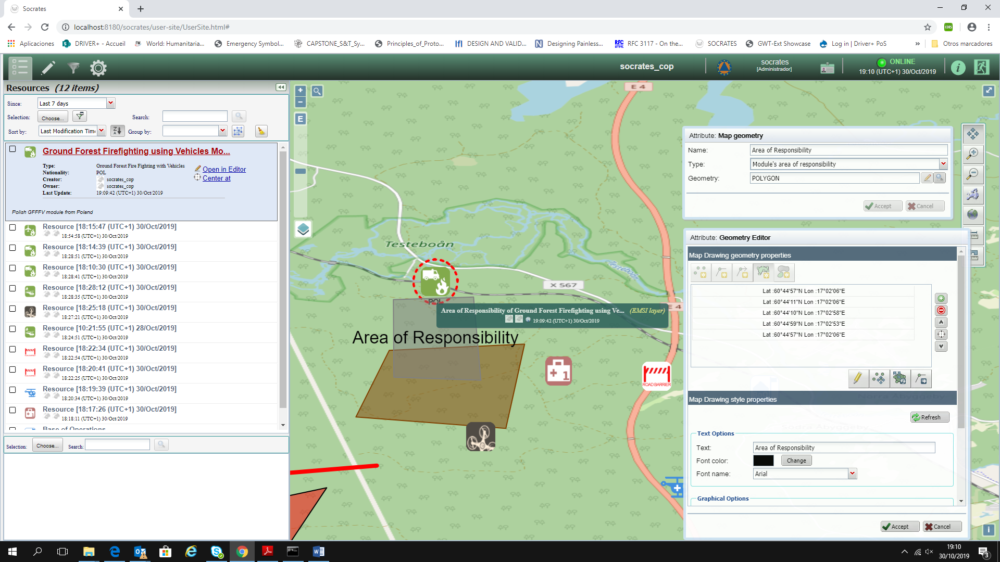 Socrates
localhost:8180/socrates/user-site/UserSite.html#
CORS
Aplicaciones
DRIVER+ - Accueil
World: Humanitaria...
Emergency Symbol...
CAPSTONE_S&T_Sy...
Principles_of_Proto...
DESIGN AND VALID...
Designing Painless...
RFC 3117 - On the...
SOCRATES
GWT-Ext Showcase
Log in | Driver+ PoS
»
Otros marcadores
socrates_cop
socrates
[Administrador]
ONLINE
19:10 (UTC+1) 30/Oct/2019
Resources (12 items)
Since:
Last 7 days
Selection:
Choose...
Search:
Sort by:
Last Modification Time
Group by:
Ground Forest Firefighting using Vehicles Mo...
Type: Ground Forest Fire Fighting with Vehicles
Nationality: POL
Creator: socrates_cop
Owner: socrates_cop
Last Update: 19:09:42 (UTC+1) 30/Oct/2019
Open in Editor
Center at
Polish GFFFV module from Poland
Resource [18:15:47 (UTC+1) 30/Oct/2019]
18:54:58 (UTC+1) 30/Oct/2019
Resource [18:14:39 (UTC+1) 30/Oct/2019]
18:28:51 (UTC+1) 30/Oct/2019
Resource [18:10:30 (UTC+1) 30/Oct/2019]
18:28:41 (UTC+1) 30/Oct/2019
Resource [18:28:12 (UTC+1) 30/Oct/2019]
18:28:35 (UTC+1) 30/Oct/2019
Resource [18:25:18 (UTC+1) 30/Oct/2019]
18:27:21 (UTC+1) 30/Oct/2019
Resource [10:21:55 (UTC+1) 28/Oct/2019]
18:24:51 (UTC+1) 30/Oct/2019
Resource [18:22:34 (UTC+1) 30/Oct/2019]
18:22:54 (UTC+1) 30/Oct/2019
Resource [18:20:41 (UTC+1) 30/Oct/2019]
18:22:25 (UTC+1) 30/Oct/2019
Resource [18:19:39 (UTC+1) 30/Oct/2019]
18:20:34 (UTC+1) 30/Oct/2019
Resource [18:17:26 (UTC+1) 30/Oct/2019]
18:18:11 (UTC+1) 30/Oct/2019
Base of Operations
Selection:
Choose...
Search:
E
E 4
Testeboån
Testeboån
X 567
E 4
POL
Area of Responsibility of Ground Forest Firefighting using Ve... (EMSI layer)
19:09:42 (UTC+1) 30/Oct/2019
Area of Responsibility
1
ROAD BARRIER
Attribute: Map geometry
Name: Area of Responsibility
Type: Module's area of responsibility
Geometry: POLYGON
Accept
Cancel
Attribute: Geometry Editor
Map Drawing geometry properties
Lat :60°44'57"N Lon :17°02'06"E
Lat :60°44'11"N Lon :17°02'06"E
Lat :60°44'10"N Lon :17°02'58"E
Lat :60°44'59"N Lon :17°02'53"E
Lat :60°44'57"N Lon :17°02'06"E
Norra Åbyggeby
Map Drawing style properties
Refresh
Södra Åbyggeby
Text Options
Text: Area of Responsibility
Font color:
Change
Font name: Arial
Graphical Options
Accept
Cancel
19:10
30/10/2019
3